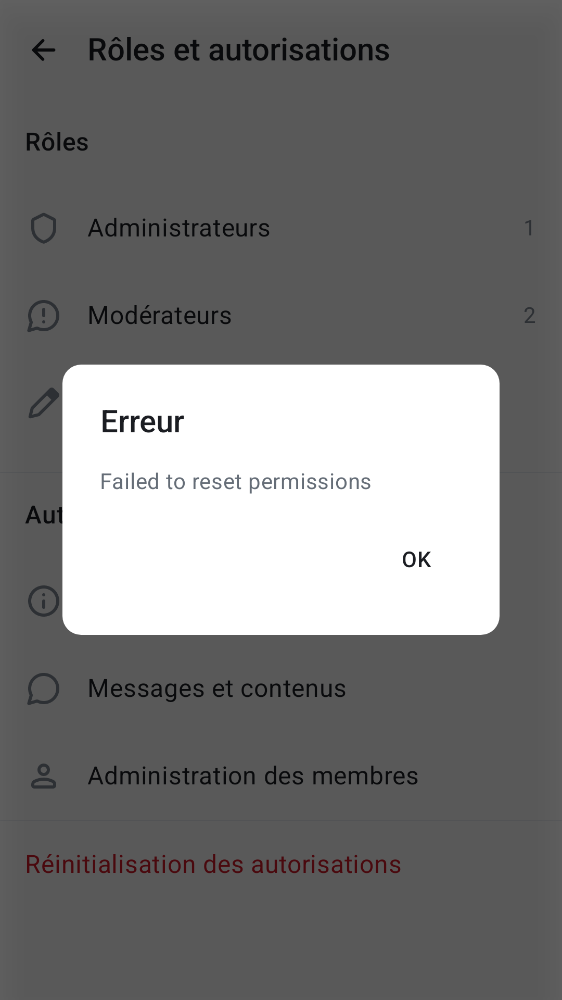 Rôles et autorisations
Rôles
Administrateurs
1
Modérateurs
2
Erreur
Failed to reset permissions
OK
Aut
Messages et contenus
Administration des membres
Réinitialisation des autorisations